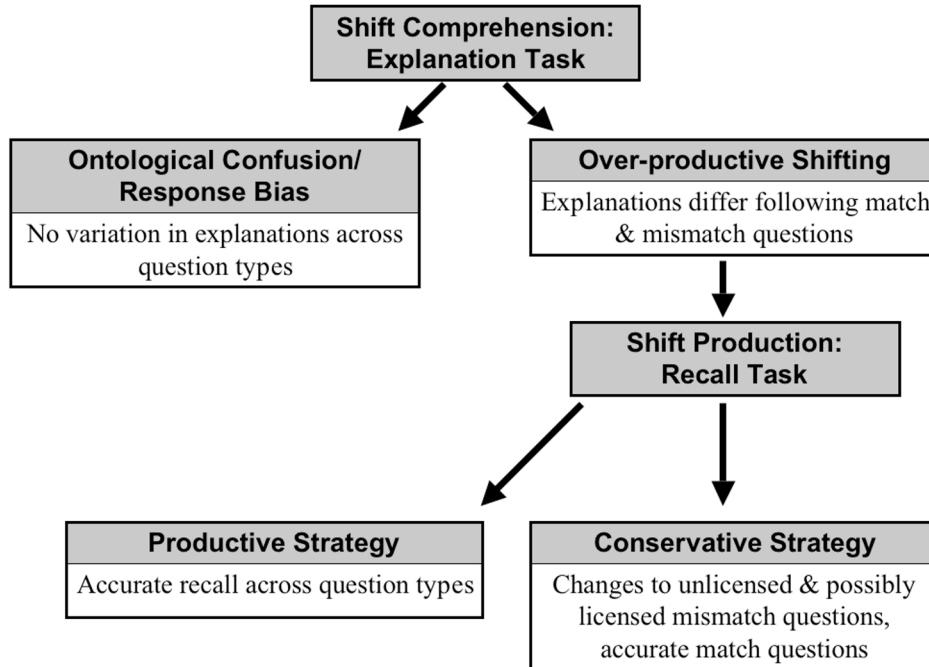 Shift Comprehension:
Explanation Task
Ontological Confusion/
Response Bias
No variation in explanations across
question types
Over-productive Shifting
Explanations differ following match
& mismatch questions
Shift Production:
Recall Task
Productive Strategy
Accurate recall across question types
Conservative Strategy
Changes to unlicensed & possibly
licensed mismatch questions,
accurate match questions